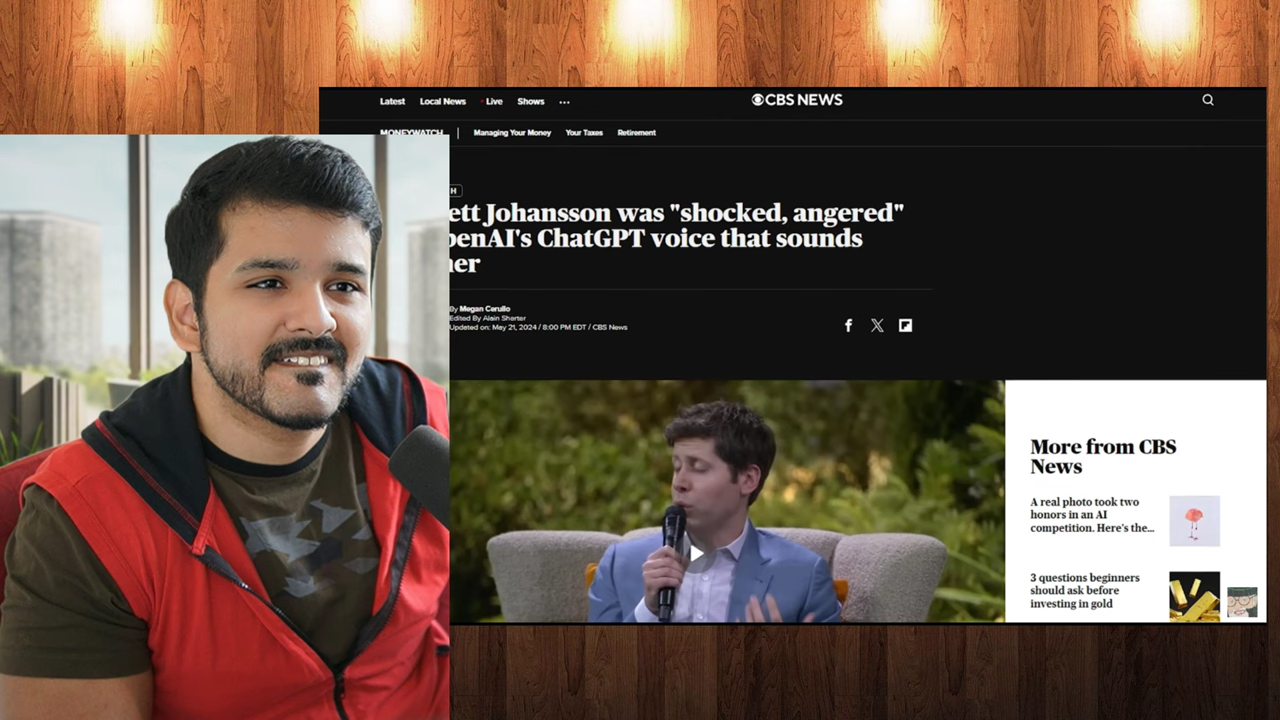 Latest Local News Live Shows ...
CBS NEWS
MONEYWATCH | Managing Your Money Your Taxes Retirement
H
ett Johansson was "shocked, angered"
penAI's ChatGPT voice that sounds
her
By Megan Cerullo
Edited By Alain Sherter
Updated on: May 21, 2024 / 8:00 PM EDT / CBS News
More from CBS
News
A real photo took two
honors in an AI
competition. Here's the...
3 questions beginners
should ask before
investing in gold